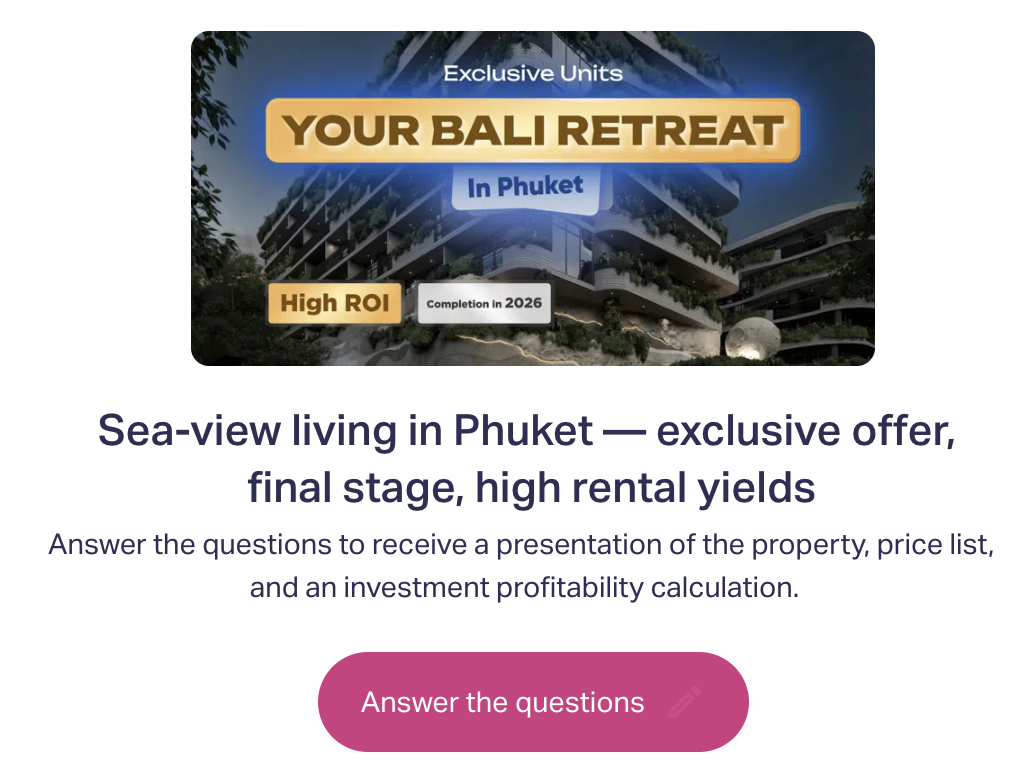 Exclusive Units
YOUR BALI RETREAT
In Phuket
High ROI
Completion in 2026
Sea-view living in Phuket — exclusive offer,
final stage, high rental yields
Answer the questions to receive a presentation of the property, price list,
and an investment profitability calculation.
Answer the questions